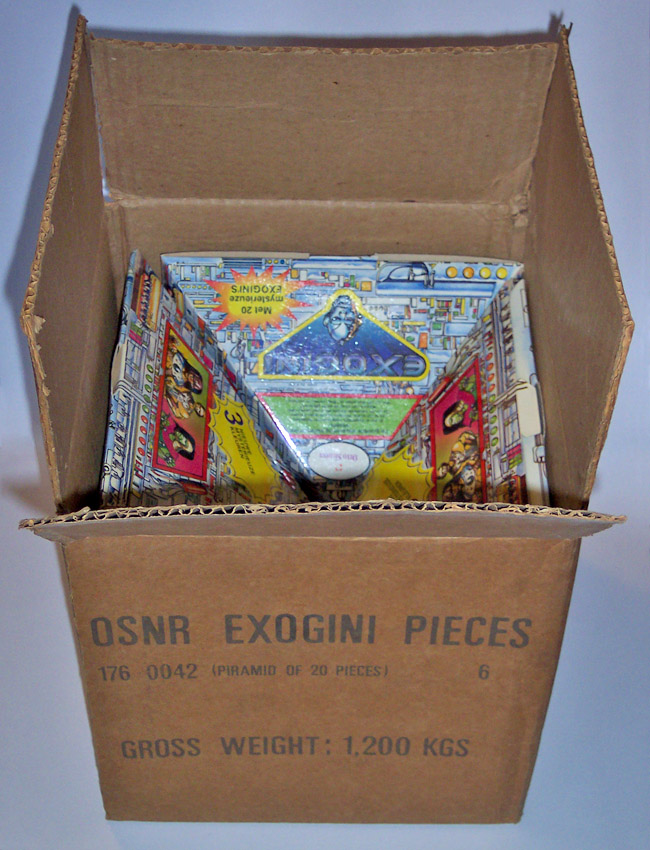 Met 20
mysterieuze
EXOGINI'S
EXOGINI
3
OSNR EXOGINI PIECES
176 0042 (PIRAMID OF 20 PIECES) 6
GROSS WEIGHT: 1,200 KGS